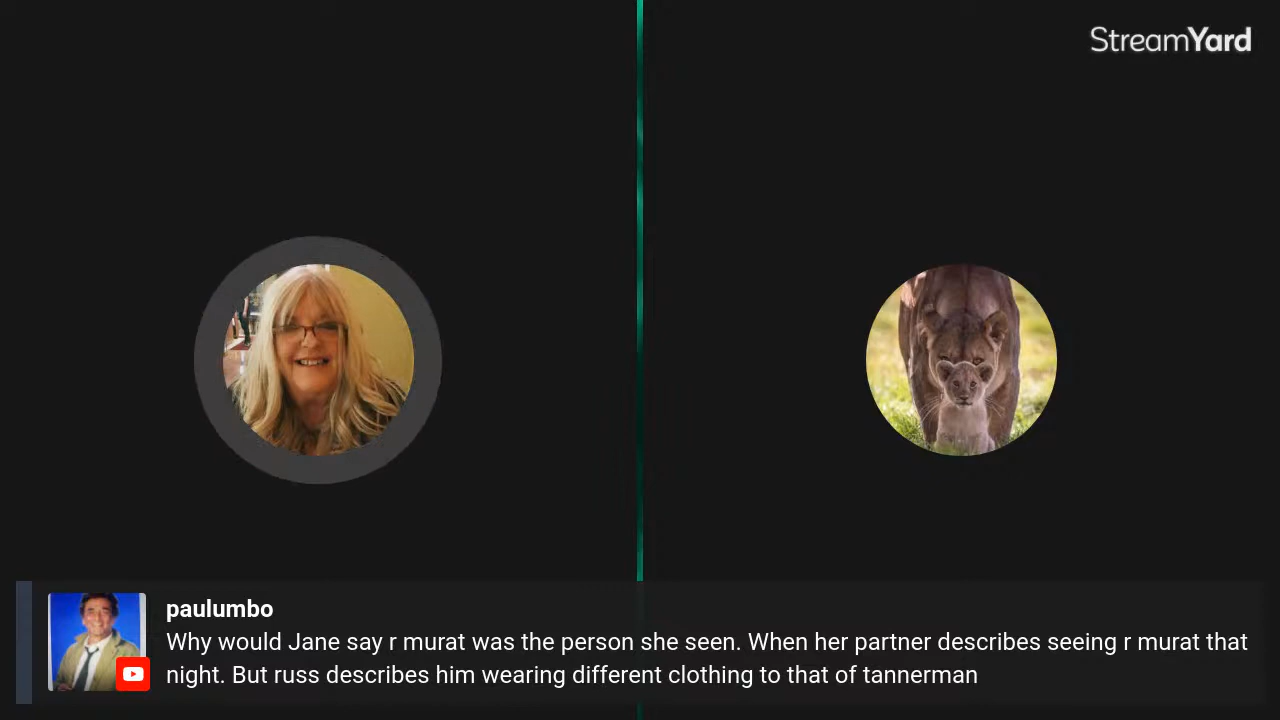 StreamYard
paulumbo
Why would Jane say r murat was the person she seen. When her partner describes seeing r murat that
night. But russ describes him wearing different clothing to that of tannerman